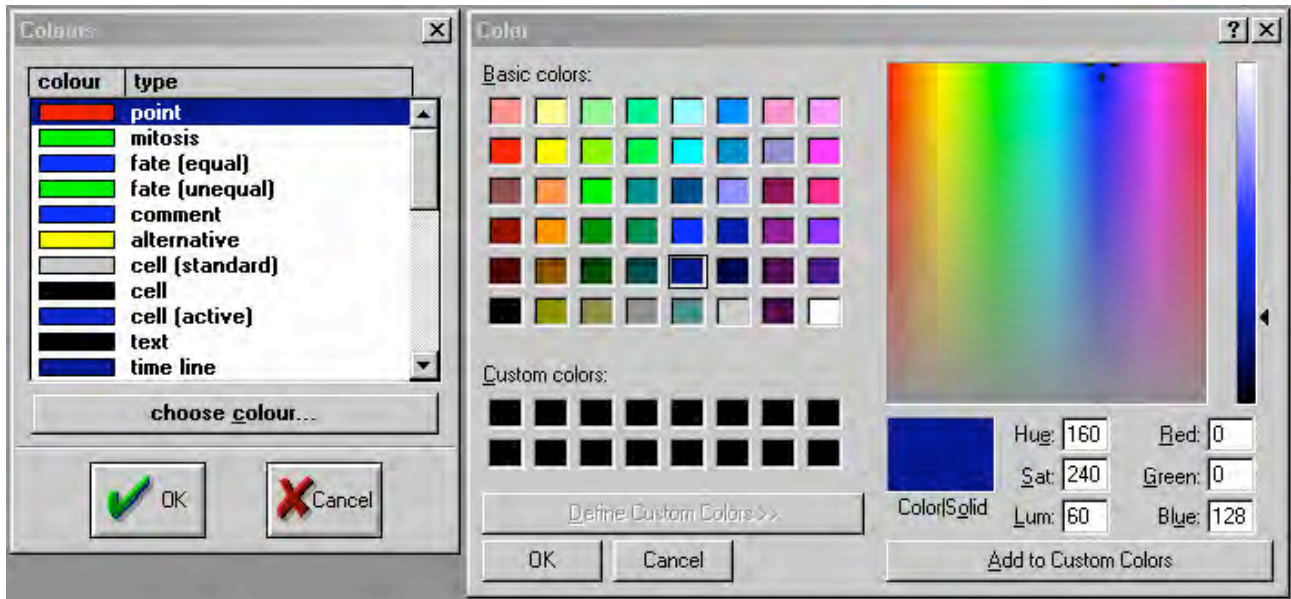 Colours
colour type
point
mitosis
fate (equal)
fate (unequal)
comment
alternative
cell (standard)
cell
cell (active)
text
time line
choose colour...
OK
Cancel
Color
?
Basic colors:
Custom colors:
Define Custom Colors >>
OK Cancel
Color|Solid
Hue: 160 Red: 0
Sat: 240 Green: 0
Lum: 60 Blue: 128
Add to Custom Colors